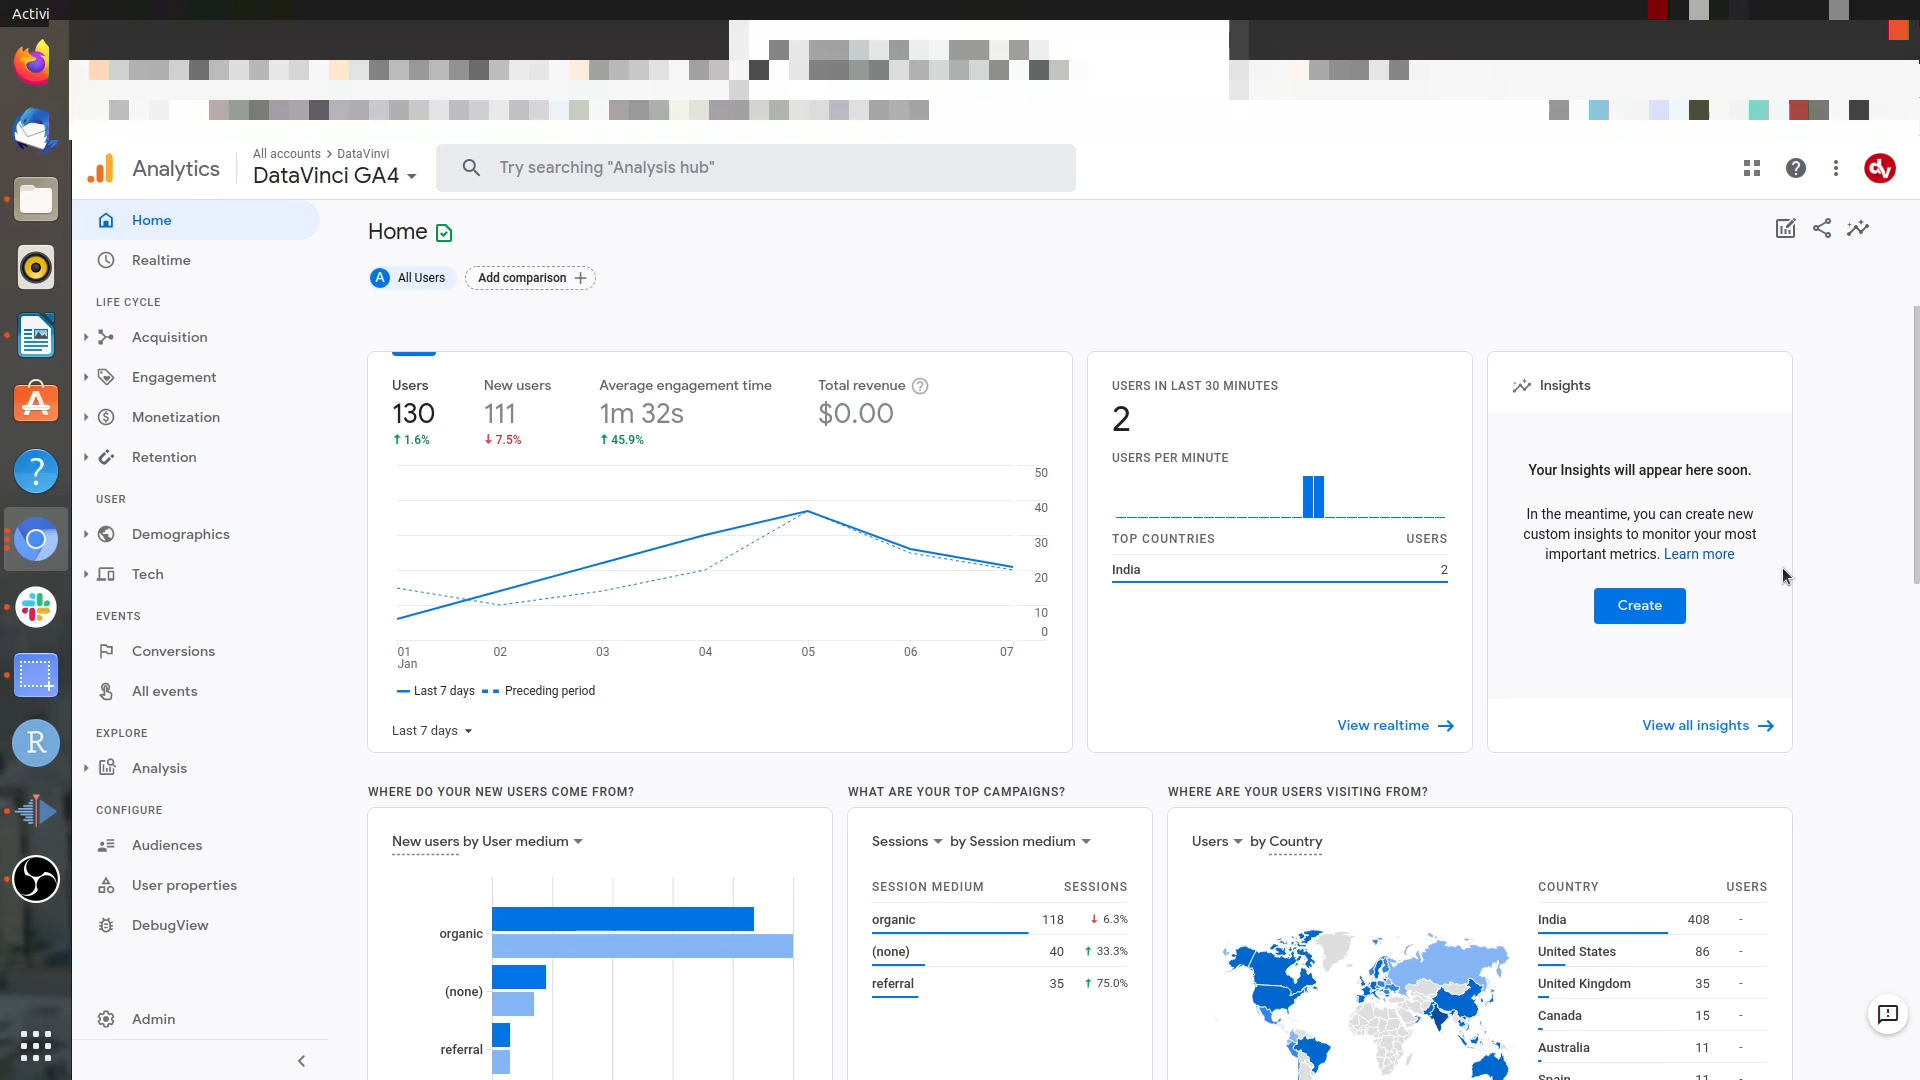 Activi
Analytics
All accounts > DataVinvi
DataVinci GA4
Try searching "Analysis hub"
dv
Home
Realtime
LIFE CYCLE
Acquisition
Engagement
Monetization
Retention
USER
Demographics
Tech
EVENTS
Conversions
All events
EXPLORE
Analysis
CONFIGURE
Audiences
User properties
DebugView
Admin
Home
A All Users
Add comparison +
Users
130
↑ 1.6%
New users
111
↓ 7.5%
Average engagement time
1m 32s
↑ 45.9%
Total revenue ?
$0.00
50
40
30
20
10
0
01 02 03 04 05 06 07
Jan
Last 7 days Preceding period
Last 7 days
USERS IN LAST 30 MINUTES
2
USERS PER MINUTE
TOP COUNTRIES USERS
India 2
View realtime →
Insights
Your Insights will appear here soon.
In the meantime, you can create new
custom insights to monitor your most
important metrics. Learn more
Create
View all insights →
WHERE DO YOUR NEW USERS COME FROM?
New users by User medium
organic
(none)
referral
WHAT ARE YOUR TOP CAMPAIGNS?
Sessions by Session medium
SESSION MEDIUM SESSIONS
organic 118 ↓ 6.3%
(none) 40 ↑ 33.3%
referral 35 ↑ 75.0%
WHERE ARE YOUR USERS VISITING FROM?
Users by Country
COUNTRY USERS
India 408 -
United States 86 -
United Kingdom 35 -
Canada 15 -
Australia 11 -
Spain 11 -